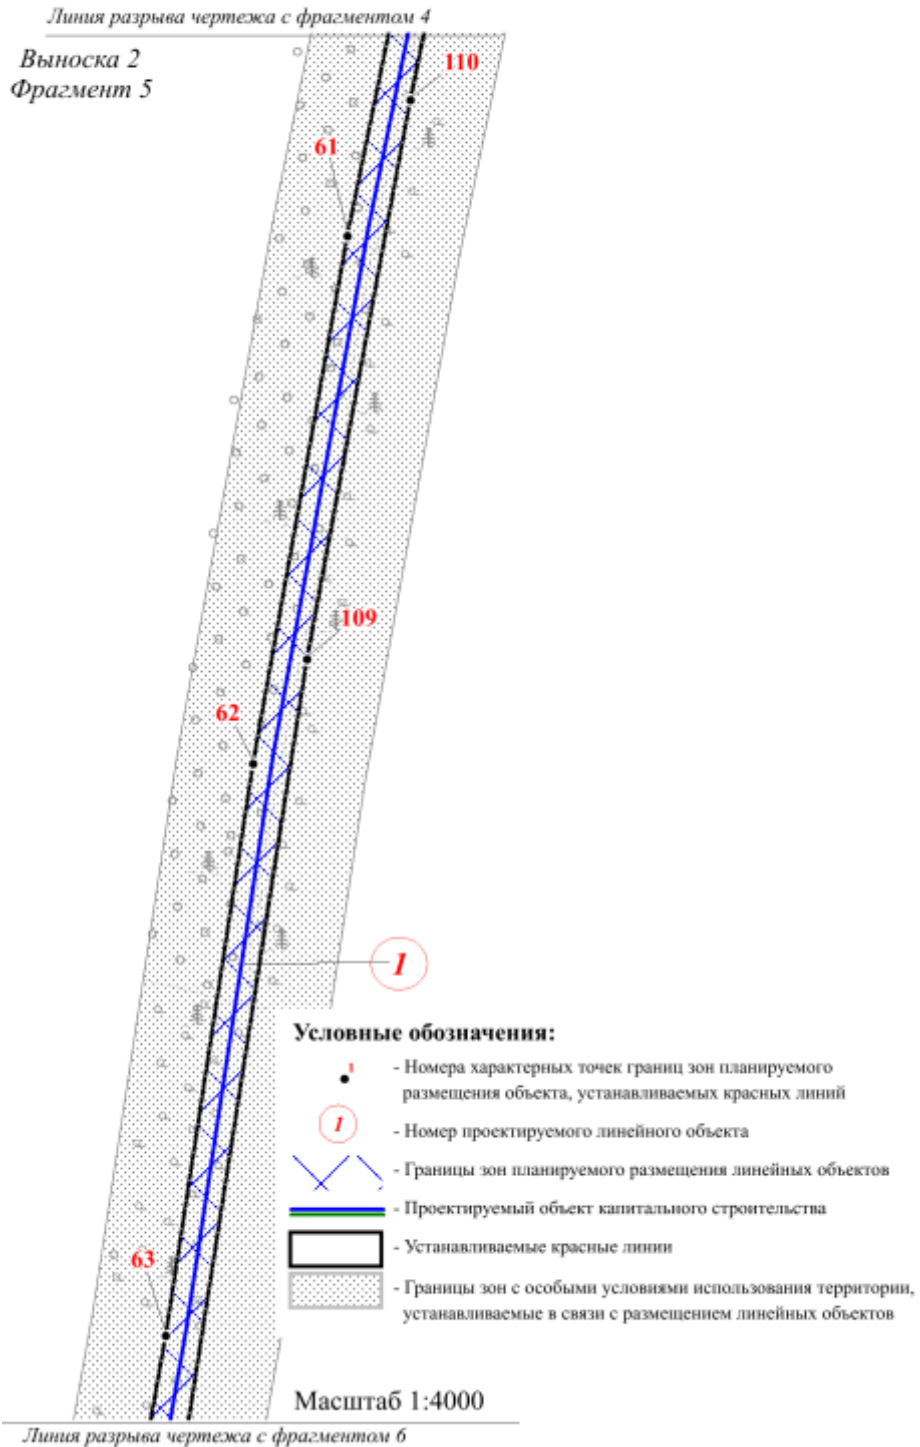 Линия разрыва чертежа с фрагментом 4
Выноска 2
Фрагмент 5
110
61
109
62
1
63
Условные обозначения:
1
- Номера характерных точек границ зон планируемого
размещения объекта, устанавливаемых красных линий
1
- Номер проектируемого линейного объекта
- Границы зон планируемого размещения линейных объектов
- Проектируемый объект капитального строительства
- Устанавливаемые красные линии
- Границы зон с особыми условиями использования территории,
устанавливаемые в связи с размещением линейных объектов
Масштаб 1:4000
Линия разрыва чертежа с фрагментом 6